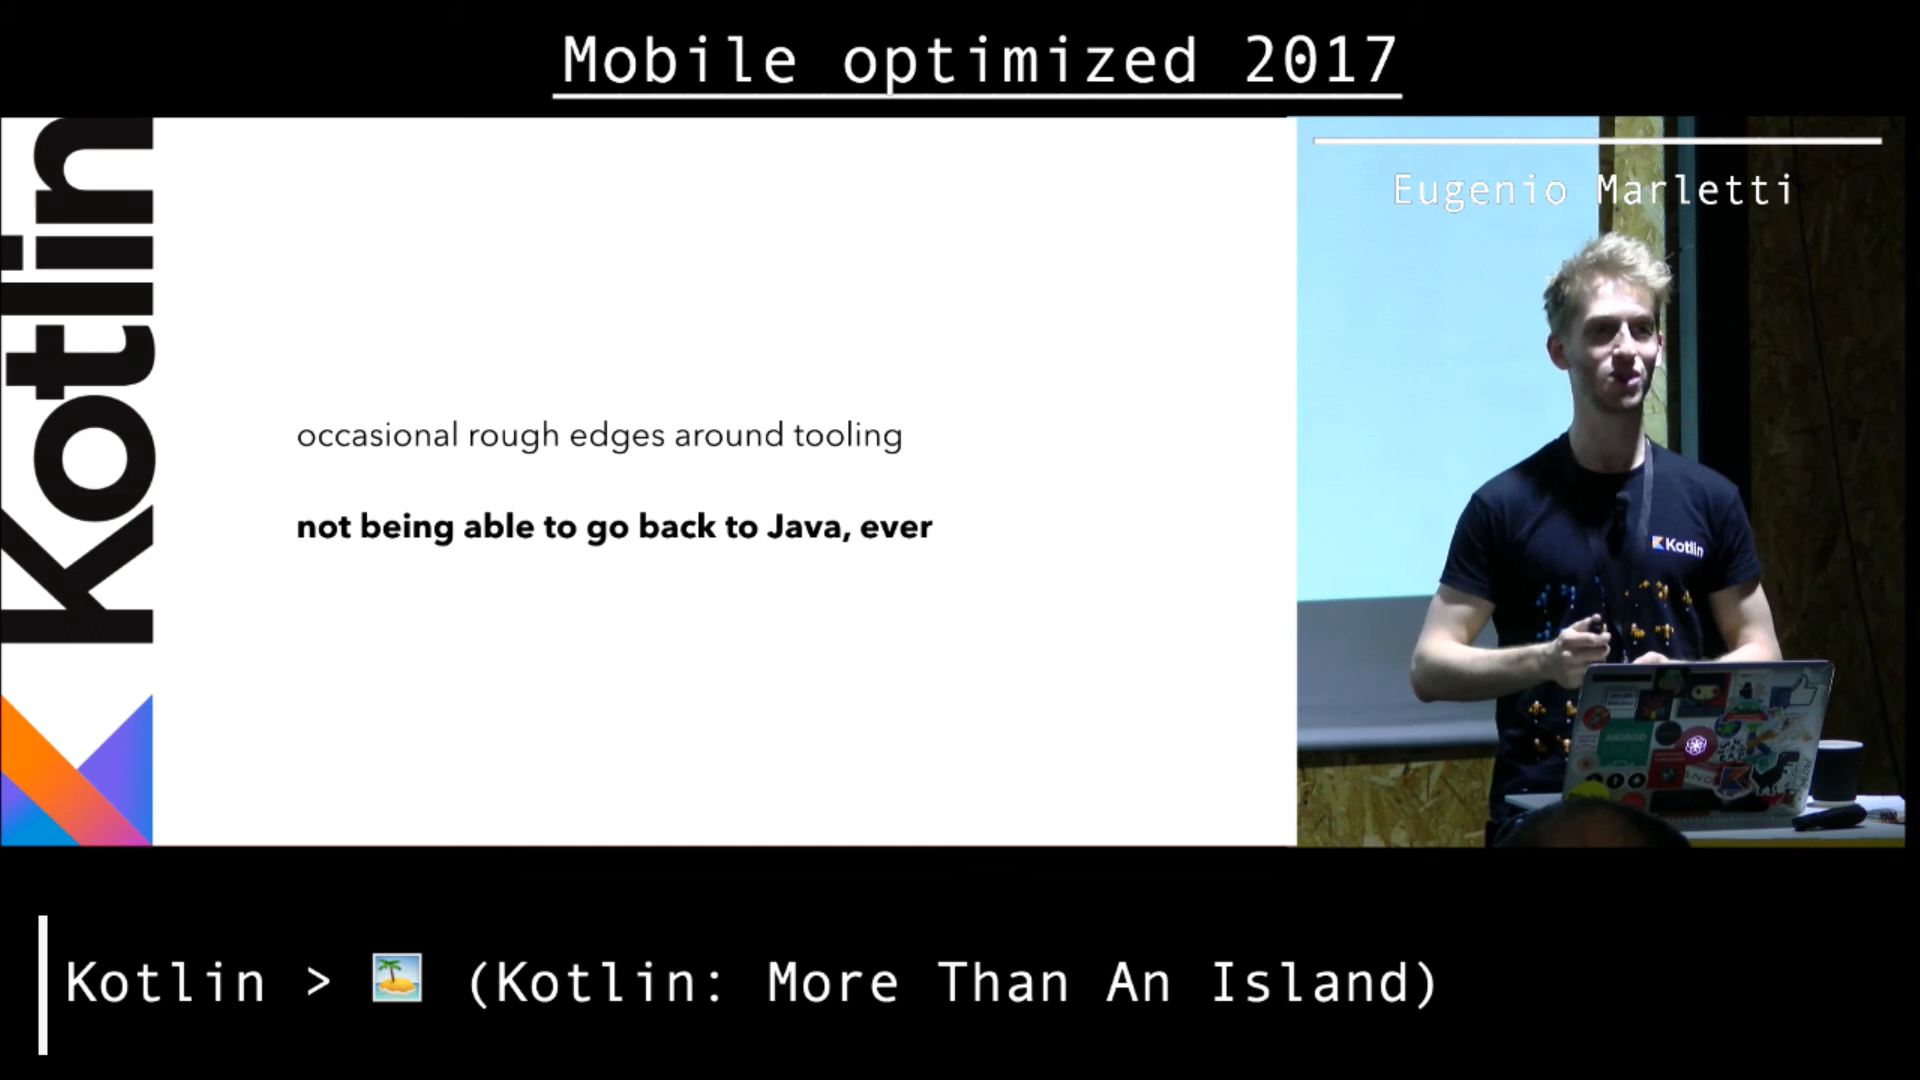 Mobile optimized 2017
Kotlin
occasional rough edges around tooling
not being able to go back to Java, ever
Eugenio Marletti
Kotlin
ANDROID
Kotlin > 🏝 (Kotlin: More Than An Island)